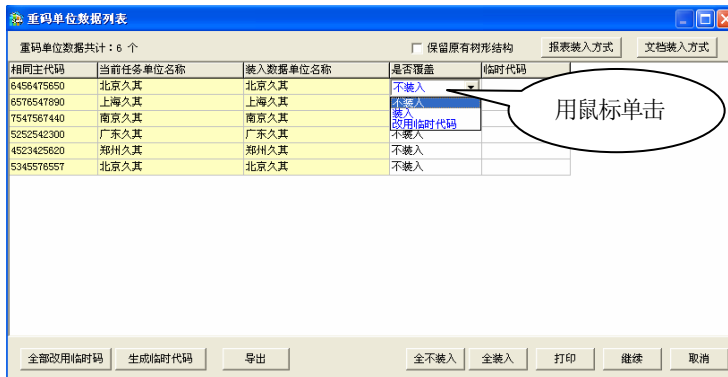 重码单位数据列表
重码单位数据共计：6 个 保留原有树形结构 报表装入方式 文档装入方式
相同主代码 当前任务单位名称 装入数据单位名称 是否覆盖 临时代码
6456475650 北京久其 北京久其 不装入
6576547890 上海久其 上海久其 不装入
7547567440 南京久其 南京久其 装入
改用临时代码
5252542300 广东久其 广东久其 不装入
4523425620 郑州久其 郑州久其 不装入
5345576557 北京久其 北京久其 不装入
用鼠标单击
全部改用临时码 生成临时代码 导出 全不装入 全装入 打印 继续 取消